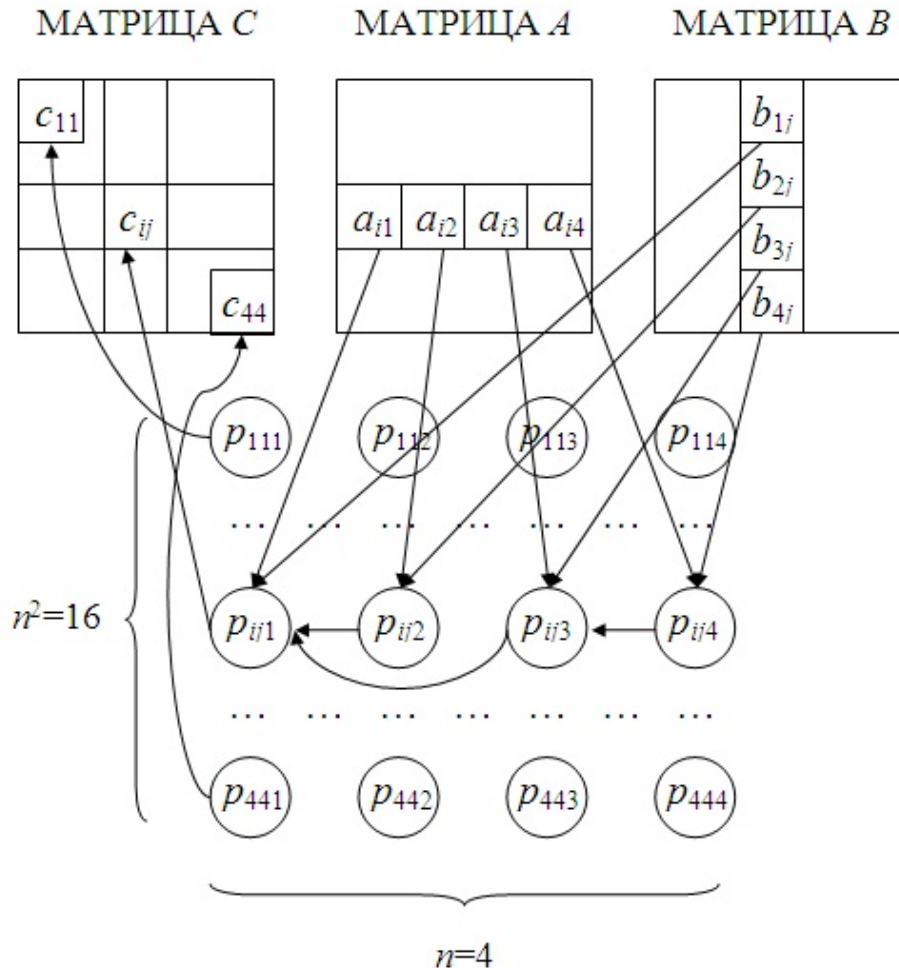 МАТРИЦА C МАТРИЦА A МАТРИЦА B
c11 b1j
b2j
cij ai1 ai2 ai3 ai4
b3j
c44 b4j
p111 p112 p113 p114
... ... ... ... ... ... ...
n²=16 pij1 pij2 pij3 pij4
... ... ... ... ... ... ...
p441 p442 p443 p444
n=4